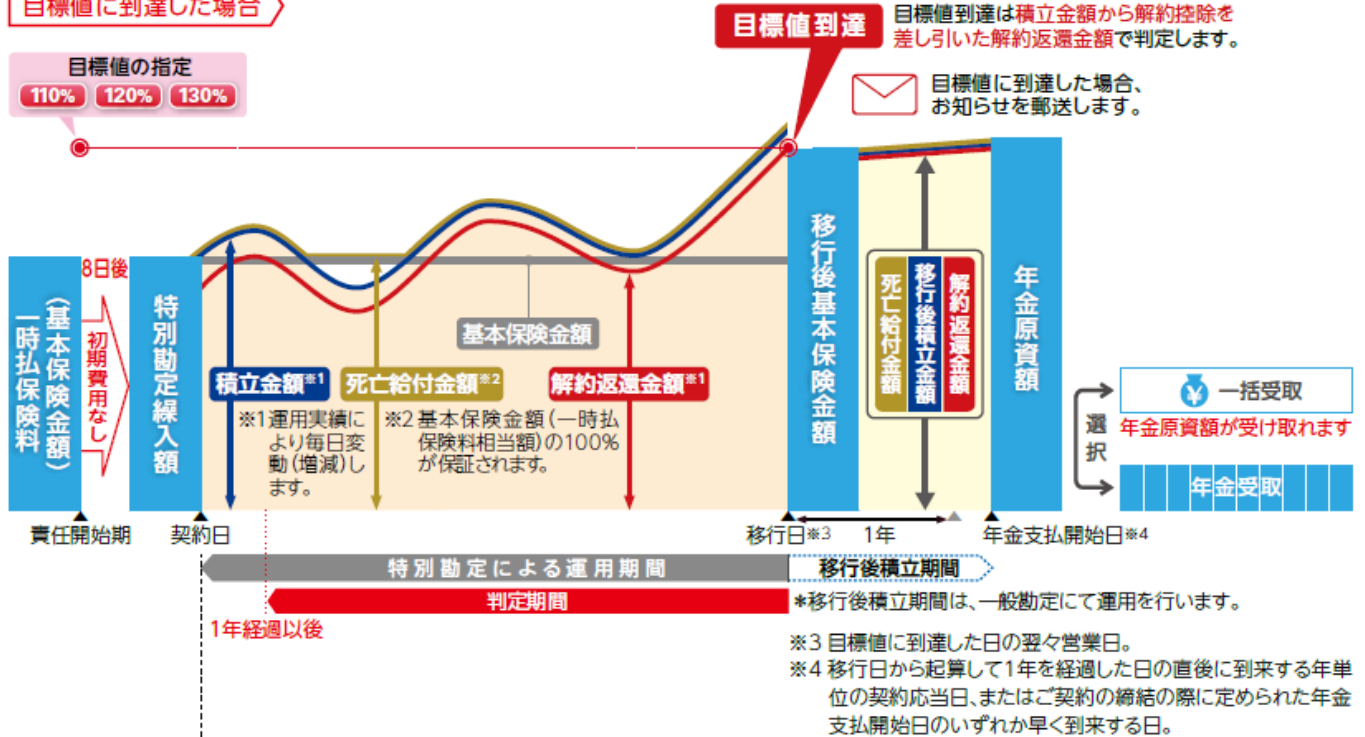 目標値に到達した場合
目標値の指定
110% 120% 130%
目標値到達
目標値到達は積立金額から解約控除を
差し引いた解約返還金額で判定します。
目標値に到達した場合、
お知らせを郵送します。
一時払保険料
（基本保険金額）
8日後
初期費用なし
特別勘定繰入額
基本保険金額
積立金額※1
※1運用実績に
より毎日変
動（増減）し
ます。
死亡給付金額※2
※2基本保険金額（一時払
保険料相当額）の100%
が保証されます。
解約返還金額※1
移行後基本保険金額
死亡給付金額
移行後積立金額
解約返還金額
年金原資額
選択
¥ 一括受取
年金原資額が受け取れます
年金受取
責任開始期
契約日
移行日※3
1年
年金支払開始日※4
特別勘定による運用期間
移行後積立期間
判定期間
1年経過以後
＊移行後積立期間は、一般勘定にて運用を行います。
※3 目標値に到達した日の翌々営業日。
※4 移行日から起算して1年を経過した日の直後に到来する年単
位の契約応当日、またはご契約の締結の際に定められた年金
支払開始日のいずれか早く到来する日。